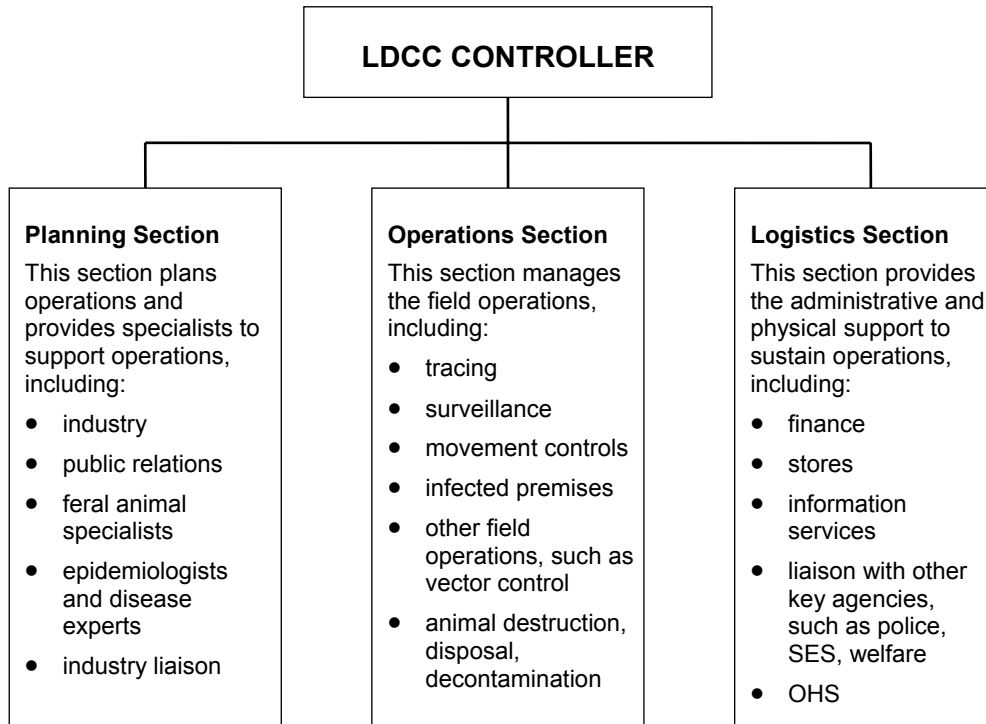 LDCC CONTROLLER
Planning Section
This section plans
operations and
provides specialists to
support operations,
including:
• industry
• public relations
• feral animal
specialists
• epidemiologists
and disease
experts
• industry liaison
Operations Section
This section manages
the field operations,
including:
• tracing
• surveillance
• movement controls
• infected premises
• other field
operations, such as
vector control
• animal destruction,
disposal,
decontamination
Logistics Section
This section provides
the administrative and
physical support to
sustain operations,
including:
• finance
• stores
• information
services
• liaison with other
key agencies,
such as police,
SES, welfare
• OHS